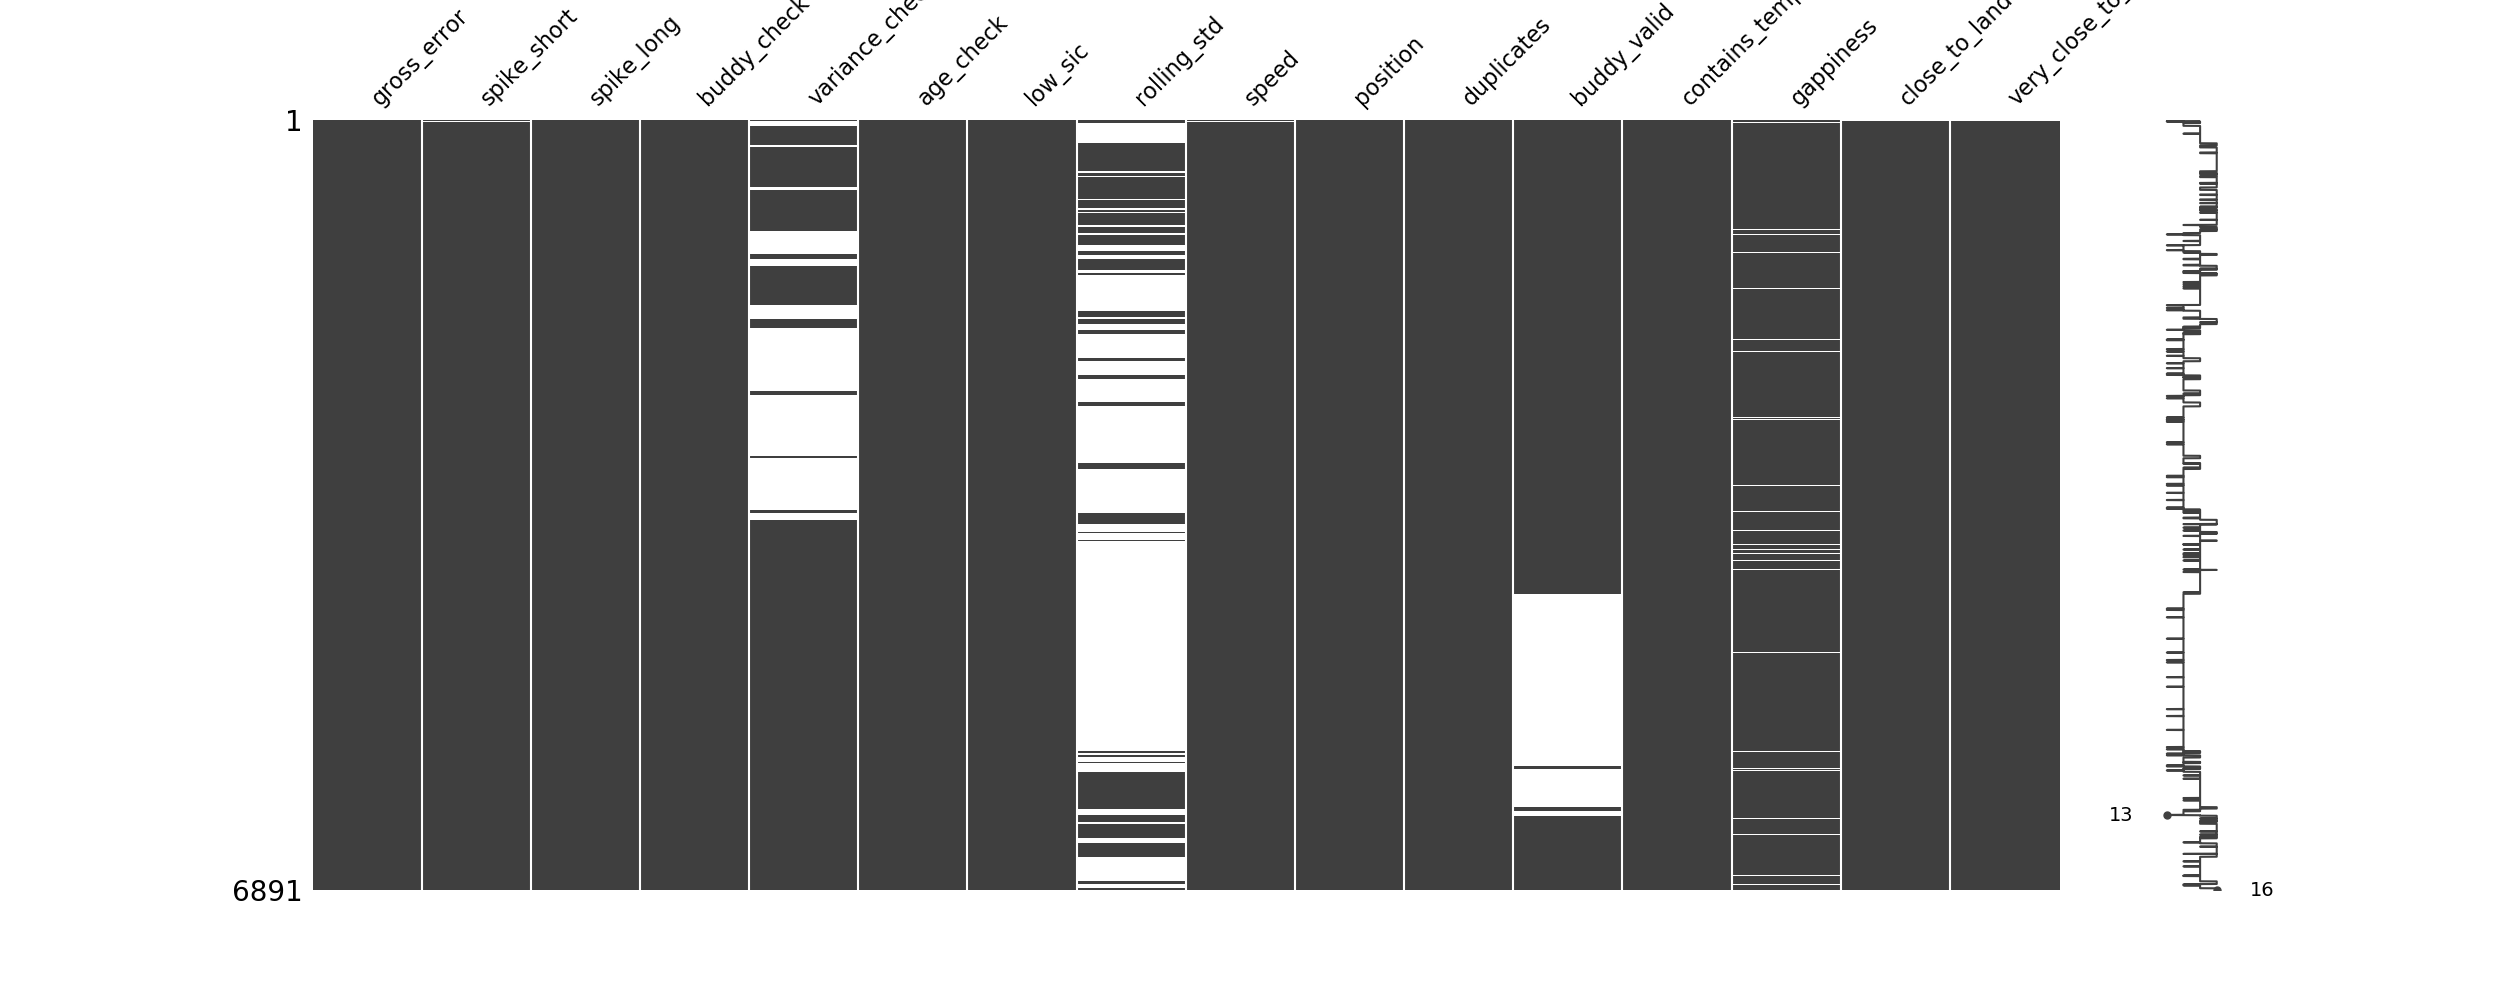 gross_error
spike_short
spike_long
buddy_check
age_check
low_sic
rolling_std
speed
position
duplicates
buddy_valid
gappiness
close_to_land
1
6891
13
16